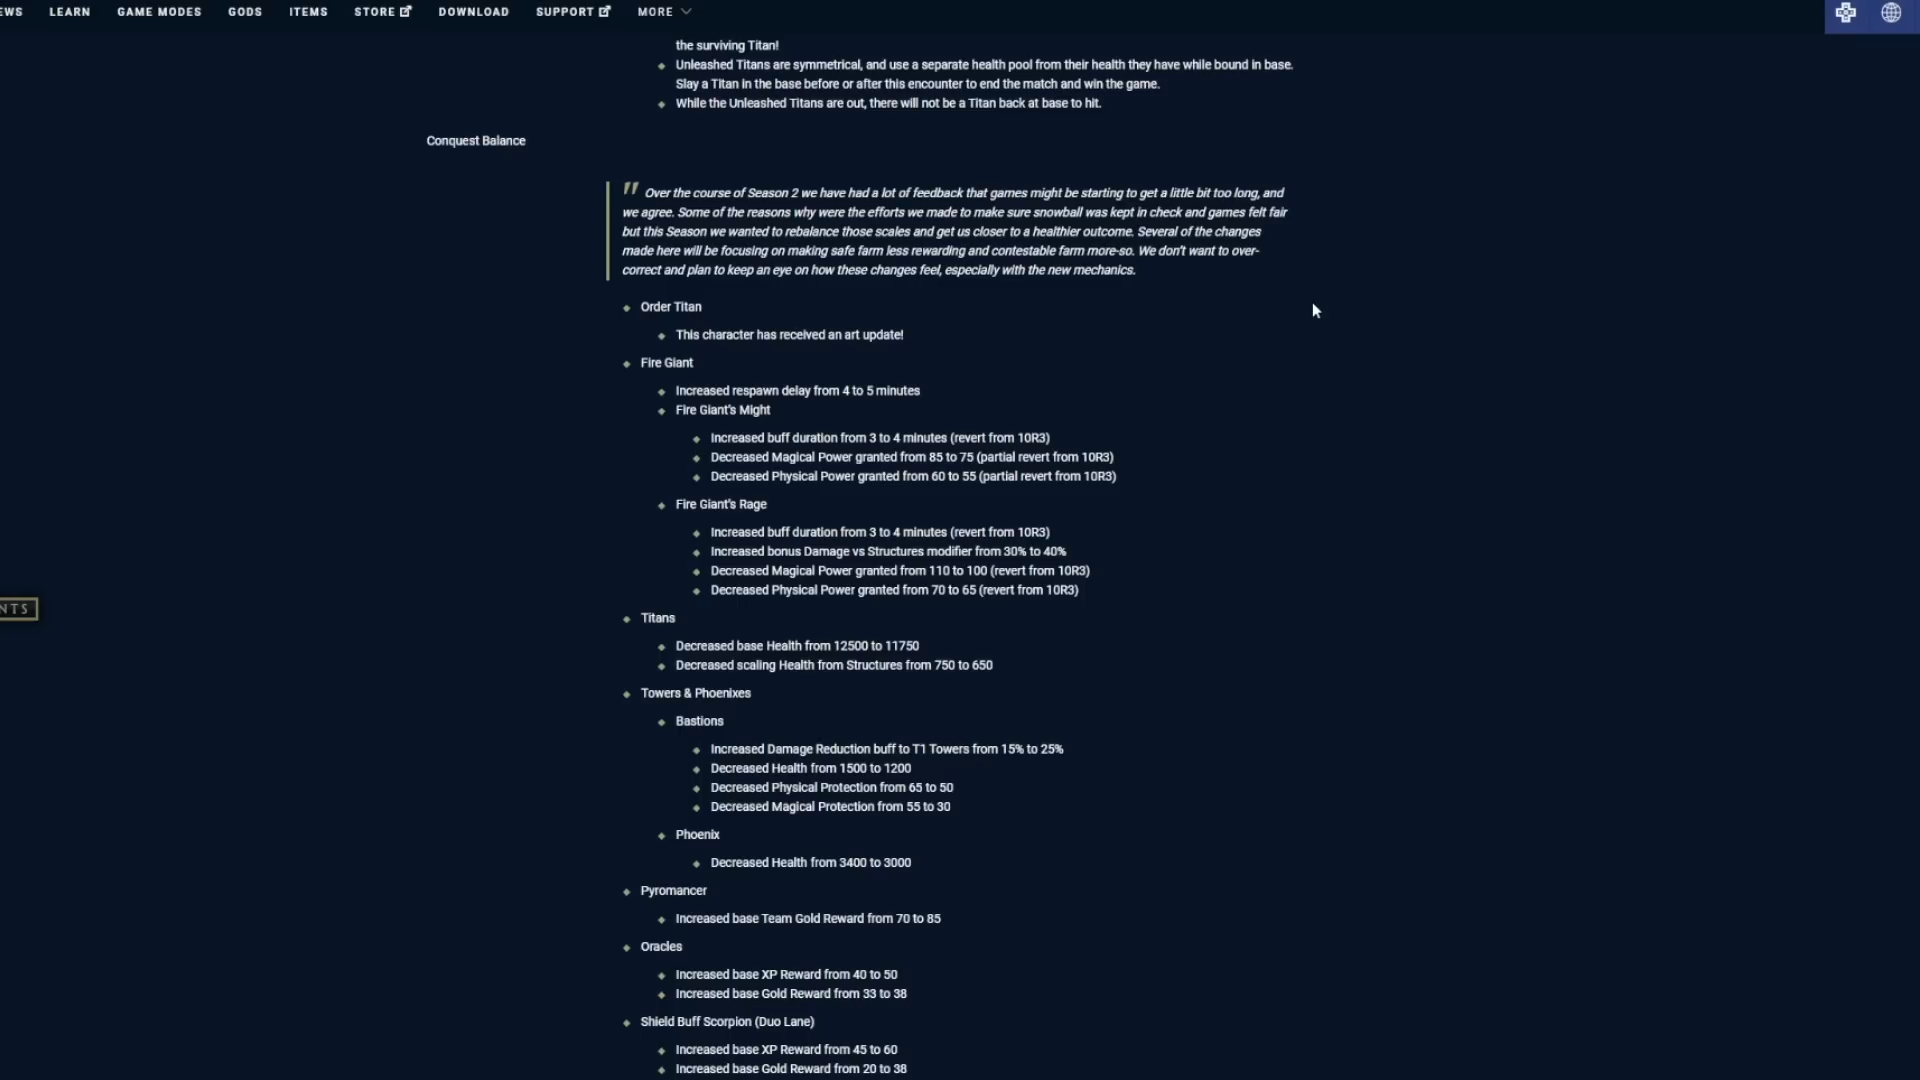 EWS LEARN GAME MODES GODS ITEMS STORE DOWNLOAD SUPPORT MORE
the surviving Titan!
Unleashed Titans are symmetrical, and use a separate health pool from their health they have while bound in base.
Slay a Titan in the base before or after this encounter to end the match and win the game.
While the Unleashed Titans are out, there will not be a Titan back at base to hit.
Conquest Balance
" Over the course of Season 2 we have had a lot of feedback that games might be starting to get a little bit too long, and
we agree. Some of the reasons why were the efforts we made to make sure snowball was kept in check and games felt fair
but this Season we wanted to rebalance those scales and get us closer to a healthier outcome. Several of the changes
made here will be focusing on making safe farm less rewarding and contestable farm more-so. We don't want to over-
correct and plan to keep an eye on how these changes feel, especially with the new mechanics.
Order Titan
This character has received an art update!
Fire Giant
Increased respawn delay from 4 to 5 minutes
Fire Giant's Might
Increased buff duration from 3 to 4 minutes (revert from 10R3)
Decreased Magical Power granted from 85 to 75 (partial revert from 10R3)
Decreased Physical Power granted from 60 to 55 (partial revert from 10R3)
Fire Giant's Rage
Increased buff duration from 3 to 4 minutes (revert from 10R3)
Increased bonus Damage vs Structures modifier from 30% to 40%
Decreased Magical Power granted from 110 to 100 (revert from 10R3)
Decreased Physical Power granted from 70 to 65 (revert from 10R3)
NTS
Titans
Decreased base Health from 12500 to 11750
Decreased scaling Health from Structures from 750 to 650
Towers & Phoenixes
Bastions
Increased Damage Reduction buff to T1 Towers from 15% to 25%
Decreased Health from 1500 to 1200
Decreased Physical Protection from 65 to 50
Decreased Magical Protection from 55 to 30
Phoenix
Decreased Health from 3400 to 3000
Pyromancer
Increased base Team Gold Reward from 70 to 85
Oracles
Increased base XP Reward from 40 to 50
Increased base Gold Reward from 33 to 38
Shield Buff Scorpion (Duo Lane)
Increased base XP Reward from 45 to 60
Increased base Gold Reward from 20 to 38